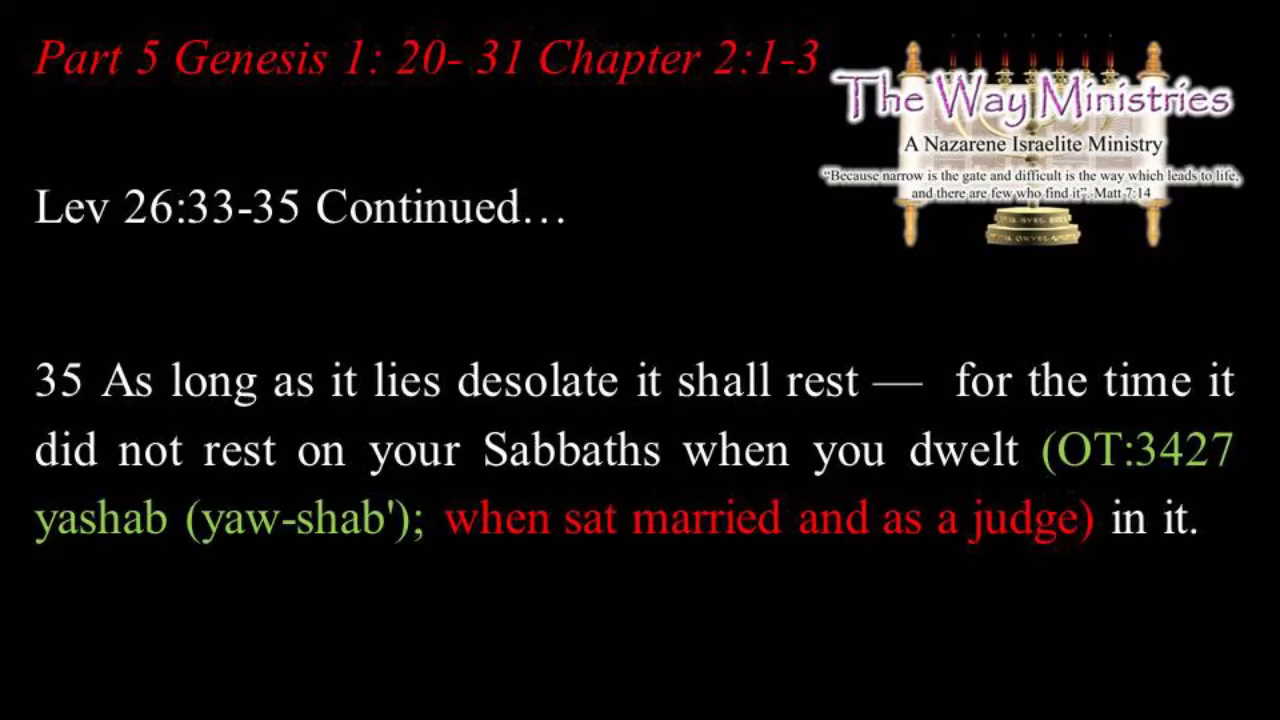 Part 5 Genesis 1: 20- 31 Chapter 2:1-3
The Way Ministries
A Nazarene Israelite Ministry
“Because narrow is the gate and difficult is the way which leads to life,
and there are few who find it”. Matt 7:14
Lev 26:33-35 Continued…
35 As long as it lies desolate it shall rest — for the time it
did not rest on your Sabbaths when you dwelt (OT:3427
yashab (yaw-shab'); when sat married and as a judge) in it.